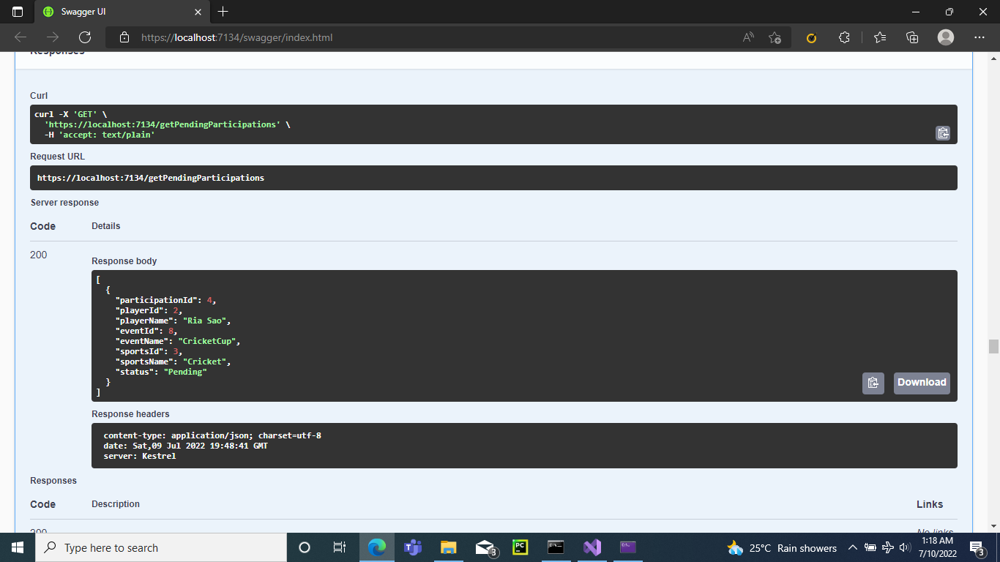 Swagger UI
https://localhost:7134/swagger/index.html
Responses
Curl
curl -X 'GET' \
'https://localhost:7134/getPendingParticipations' \
-H 'accept: text/plain'
Request URL
https://localhost:7134/getPendingParticipations
Server response
Code Details
200
Response body
[
{
"participationId": 4,
"playerId": 2,
"playerName": "Ria Sao",
"eventId": 8,
"eventName": "CricketCup",
"sportsId": 3,
"sportsName": "Cricket",
"status": "Pending"
}
]
Download
Response headers
content-type: application/json; charset=utf-8
date: Sat,09 Jul 2022 19:48:41 GMT
server: Kestrel
Responses
Code Description Links
200 No links
Type here to search
3
PC
25°C Rain showers
1:18 AM
7/10/2022
3